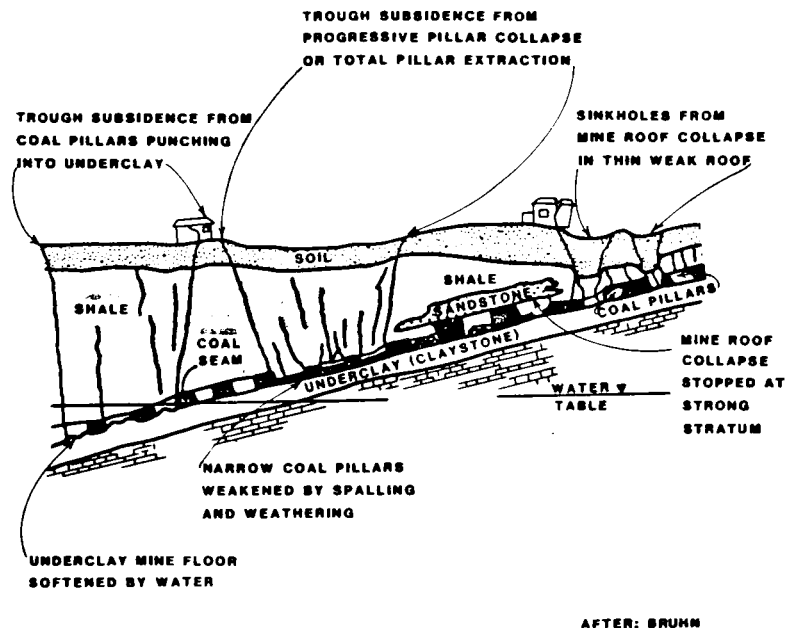 TROUGH SUBSIDENCE FROM
PROGRESSIVE PILLAR COLLAPSE
OR TOTAL PILLAR EXTRACTION
TROUGH SUBSIDENCE FROM
COAL PILLARS PUNCHING
INTO UNDERCLAY
SINKHOLES FROM
MINE ROOF COLLAPSE
IN THIN WEAK ROOF
SOIL
SHALE
SHALE
SANDSTONE
COAL
SEAM
COAL PILLARS
UNDERCLAY (CLAYSTONE)
WATER
TABLE
MINE ROOF
COLLAPSE
STOPPED AT
STRONG
STRATUM
NARROW COAL PILLARS
WEAKENED BY SPALLING
AND WEATHERING
UNDERCLAY MINE FLOOR
SOFTENED BY WATER
AFTER: BRUHN